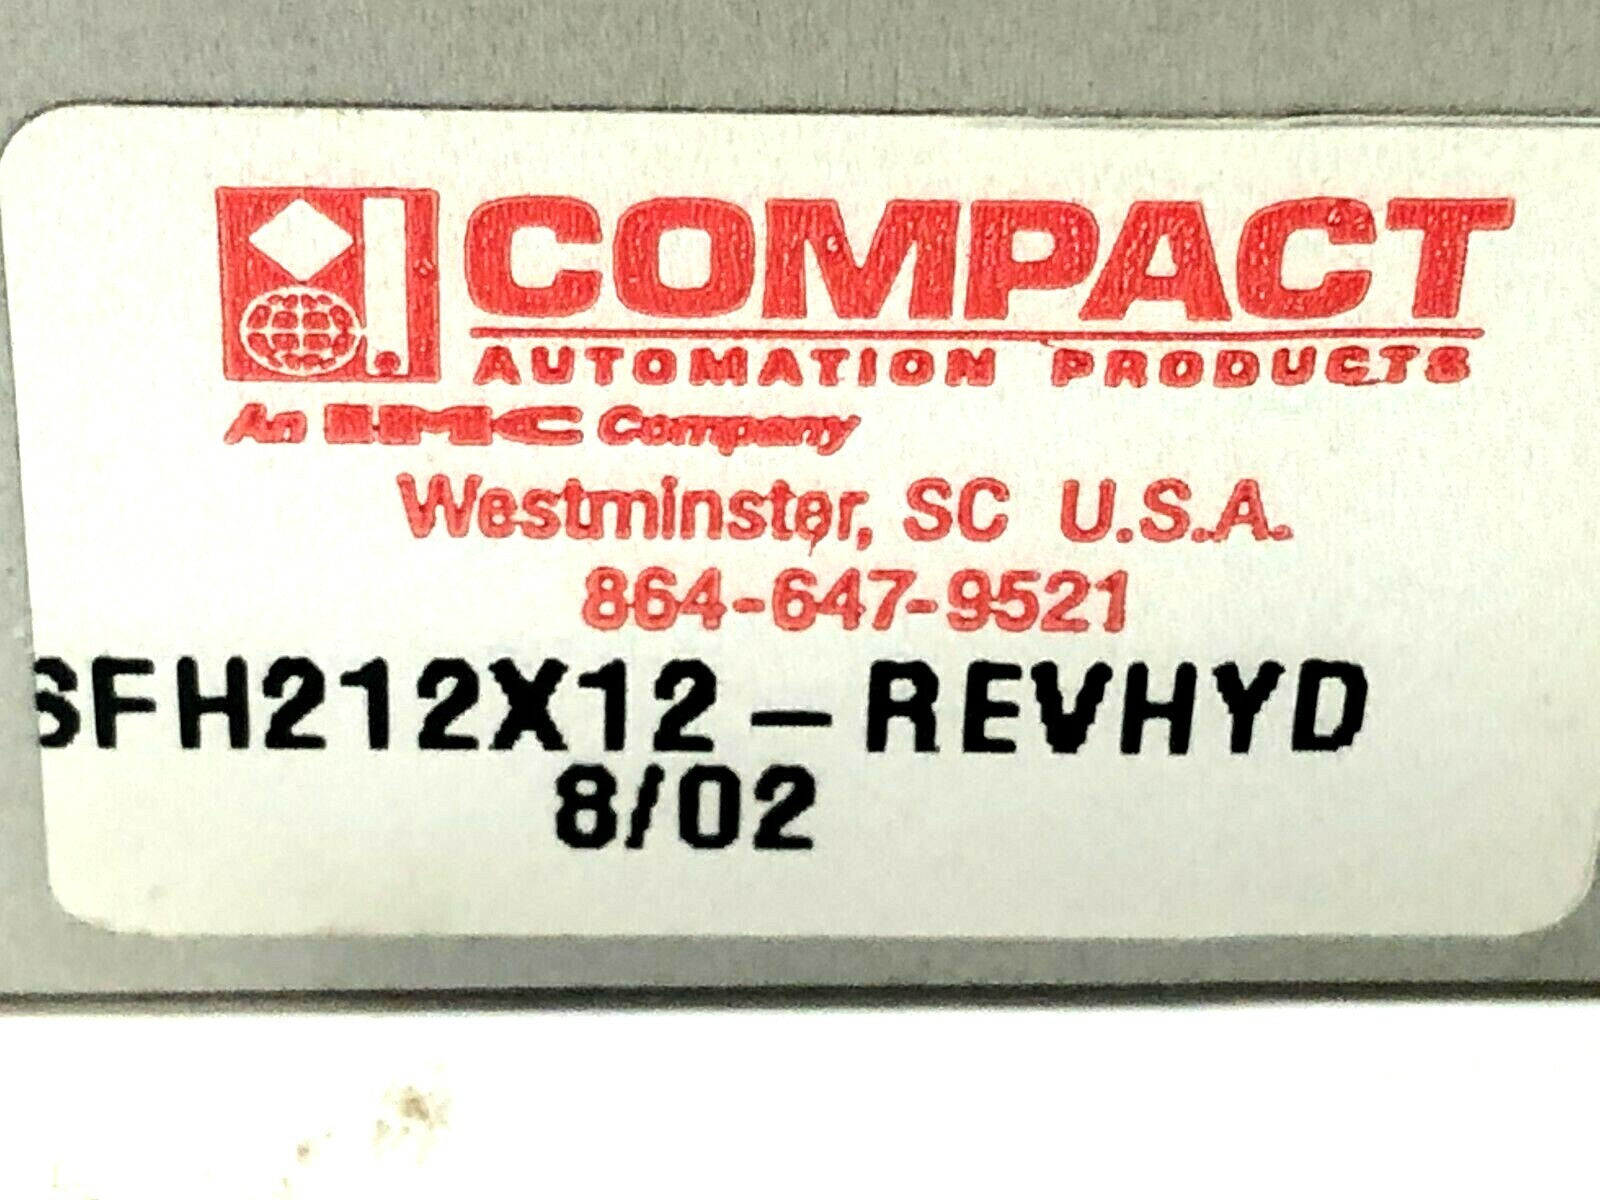 COMPACT
AUTOMATION PRODUCTS
An IMC Company
Westminster, SC U.S.A.
864-647-9521
SFH212X12-REVHYD
8/02